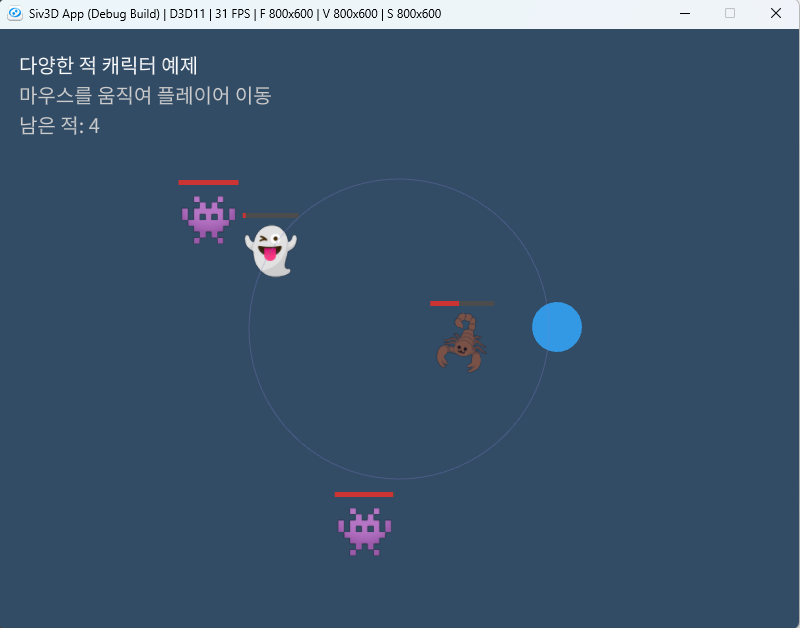 Siv3D App (Debug Build) | D3D11 | 31 FPS | F 800x600 | V 800x600 | S 800x600
다양한 적 캐릭터 예제
마우스를 움직여 플레이어 이동
남은 적: 4